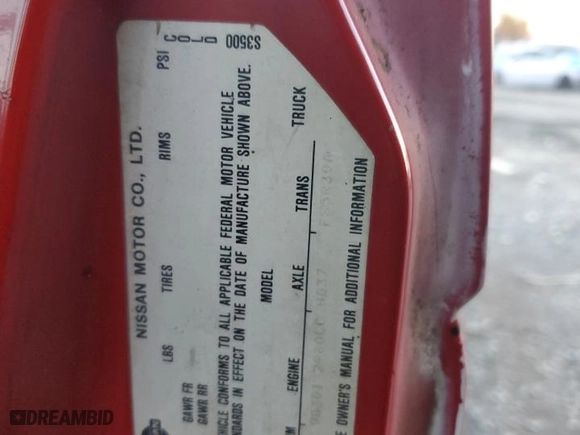 NISSAN MOTOR CO., LTD.
LBS TIRES RIMS PSI COLD
GAWR FR
GAWR RR
VEHICLE CONFORMS TO ALL APPLICABLE FEDERAL MOTOR VEHICLE
STANDARDS IN EFFECT ON THE DATE OF MANUFACTURE SHOWN ABOVE.
S3500
MODEL
ENGINE AXLE TRANS TRUCK
OWNER'S MANUAL FOR ADDITIONAL INFORMATION
DREAMBID